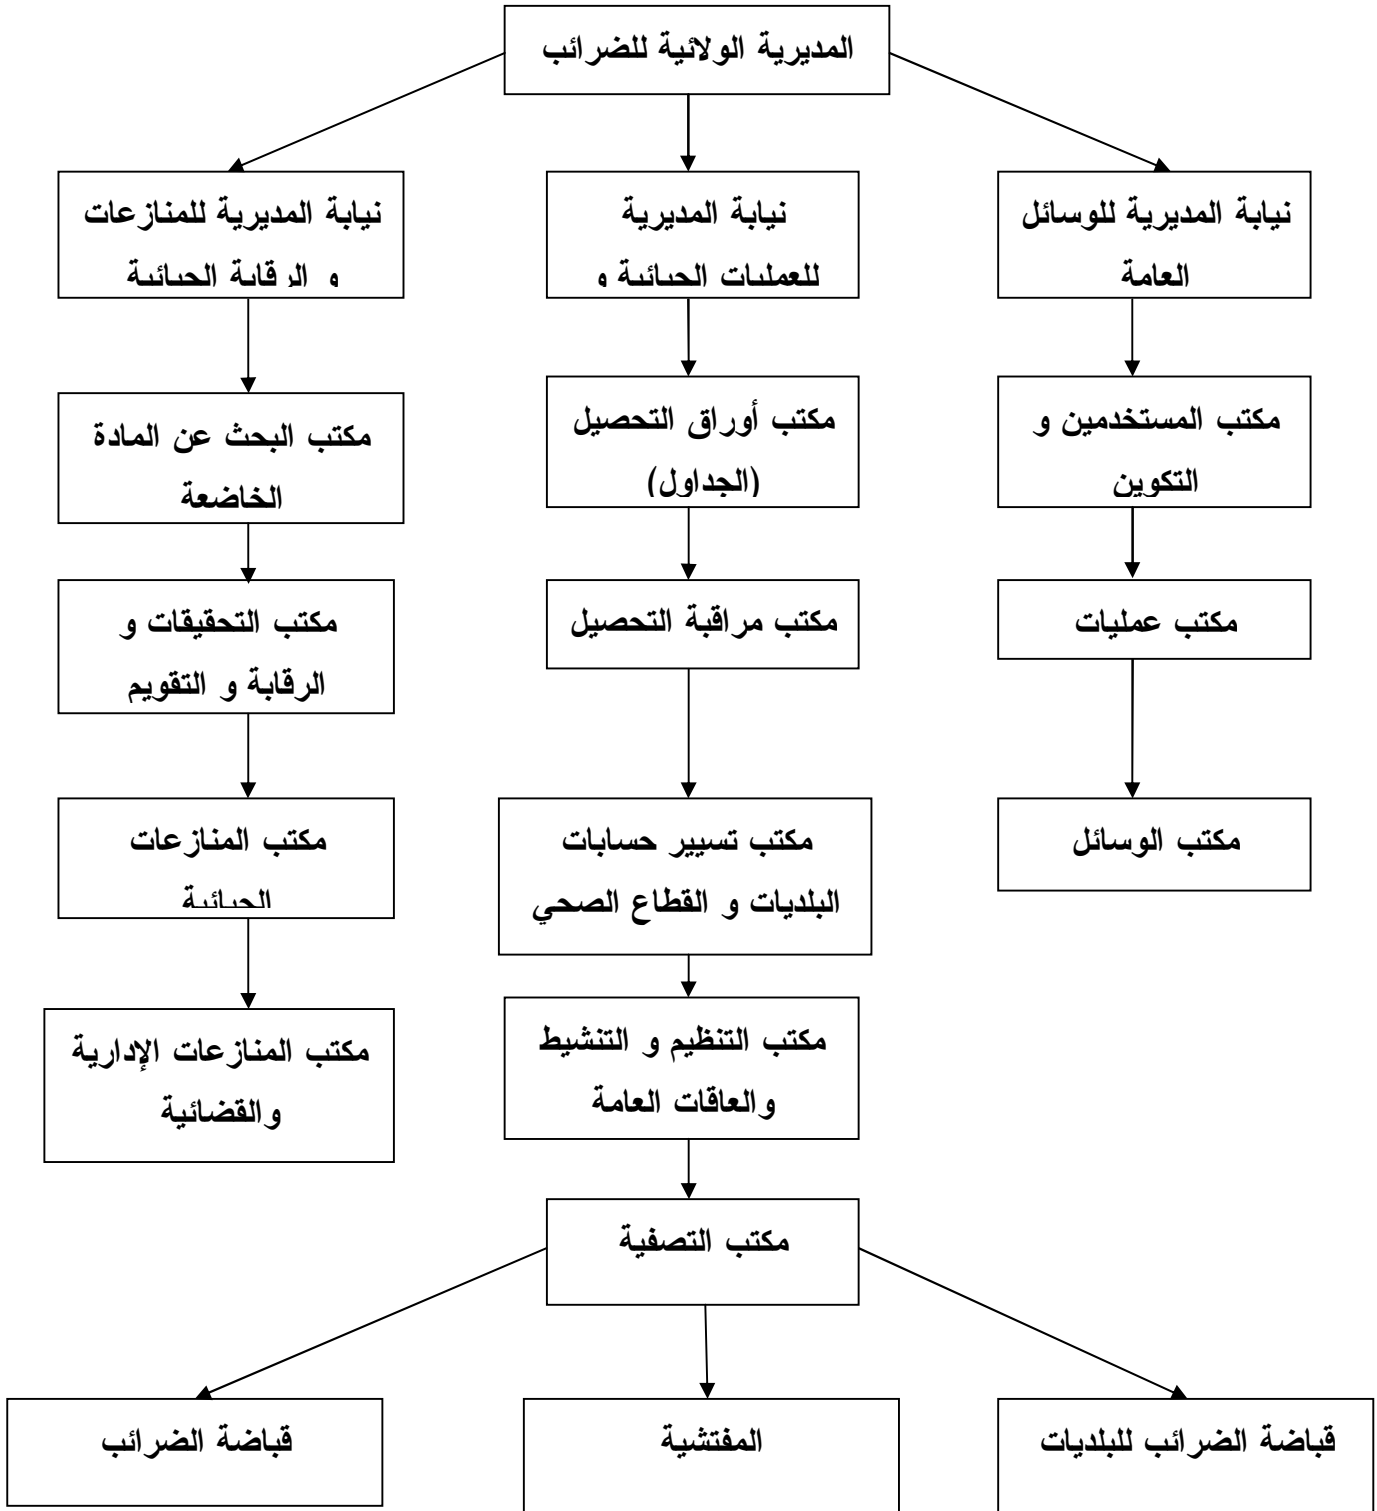 المديرية الولائية للضرائب
نيابة المديرية للوسائل
العامة
نيابة المديرية
للعمليات الجبائية و
نيابة المديرية للمنازعات
و الرقابة الجبائية
مكتب المستخدمين و
التكوين
مكتب أوراق التحصيل
(الجداول)
مكتب البحث عن المادة
الخاضعة
مكتب عمليات
مكتب مراقبة التحصيل
مكتب التحقيقات و
الرقابة و التقويم
مكتب الوسائل
مكتب تسيير حسابات
البلديات و القطاع الصحي
مكتب المنازعات
الجبائية
مكتب التنظيم و التنشيط
والعاقات العامة
مكتب المنازعات الإدارية
والقضائية
مكتب التصفية
قباضة الضرائب للبلديات
المفتشية
قباضة الضرائب